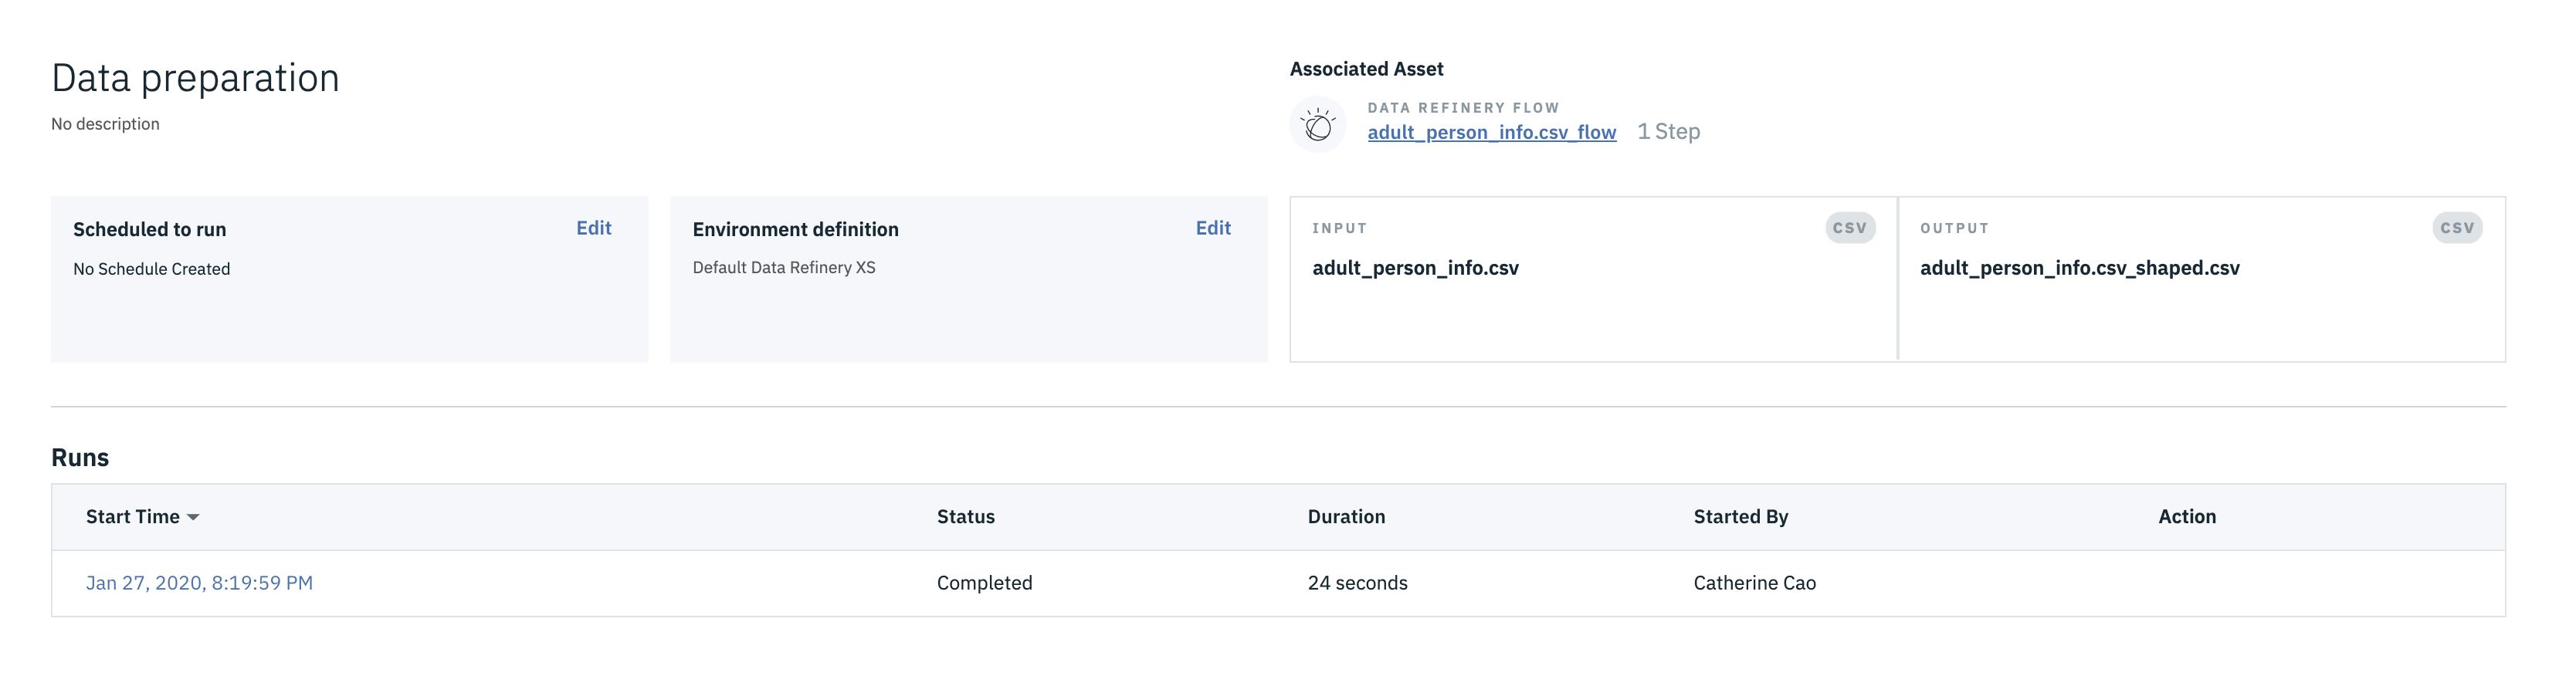 Data preparation
No description
Associated Asset
DATA REFINERY FLOW
adult_person_info.csv_flow 1 Step
Scheduled to run Edit
No Schedule Created
Environment definition Edit
Default Data Refinery XS
INPUT CSV
adult_person_info.csv
OUTPUT CSV
adult_person_info.csv_shaped.csv
Runs
Start Time Status Duration Started By Action
Jan 27, 2020, 8:19:59 PM Completed 24 seconds Catherine Cao